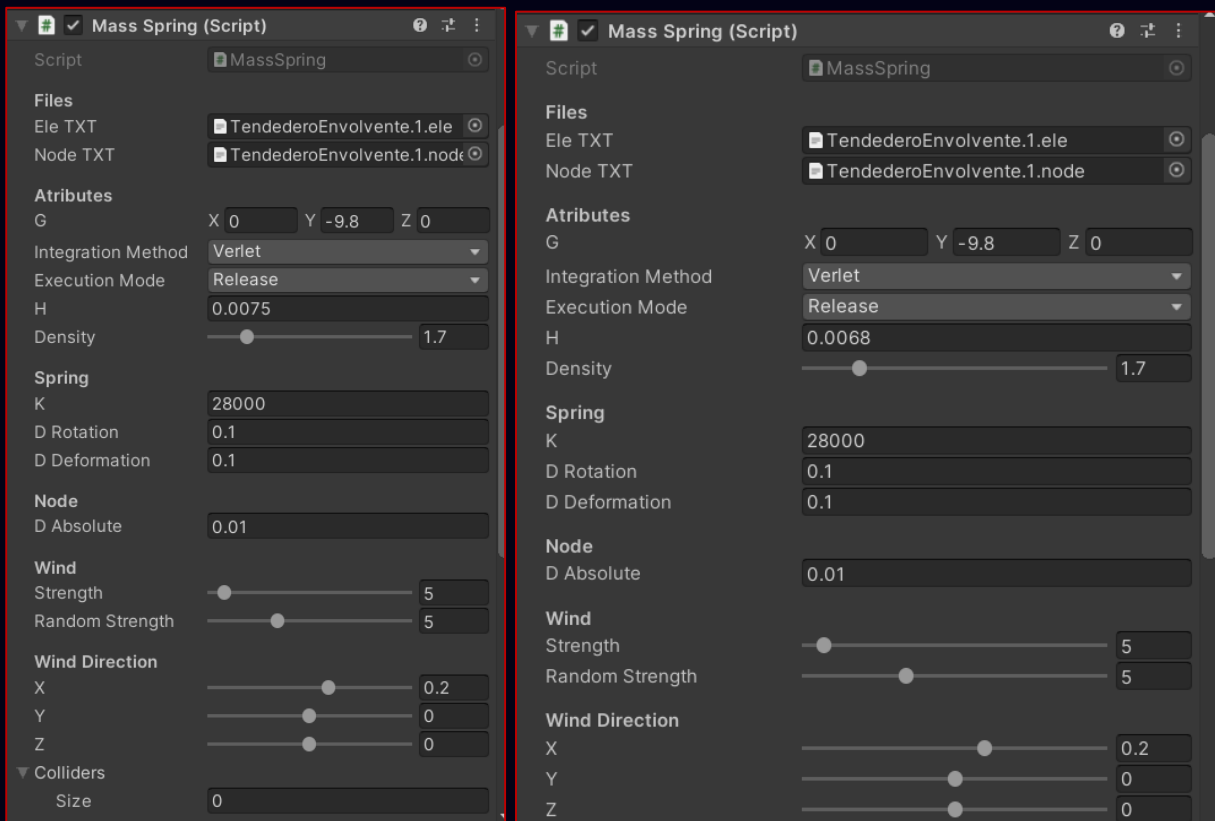 Mass Spring (Script)
Script MassSpring
Files
Ele TXT TendederoEnvolvente.1.ele
Node TXT TendederoEnvolvente.1.node
Atributes
G X 0 Y -9.8 Z 0
Integration Method Verlet
Execution Mode Release
H 0.0075
Density 1.7
Spring
K 28000
D Rotation 0.1
D Deformation 0.1
Node
D Absolute 0.01
Wind
Strength 5
Random Strength 5
Wind Direction
X 0.2
Y 0
Z 0
Colliders
Size 0
Mass Spring (Script)
Script MassSpring
Files
Ele TXT TendederoEnvolvente.1.ele
Node TXT TendederoEnvolvente.1.node
Atributes
G X 0 Y -9.8 Z 0
Integration Method Verlet
Execution Mode Release
H 0.0068
Density 1.7
Spring
K 28000
D Rotation 0.1
D Deformation 0.1
Node
D Absolute 0.01
Wind
Strength 5
Random Strength 5
Wind Direction
X 0.2
Y 0
Z 0